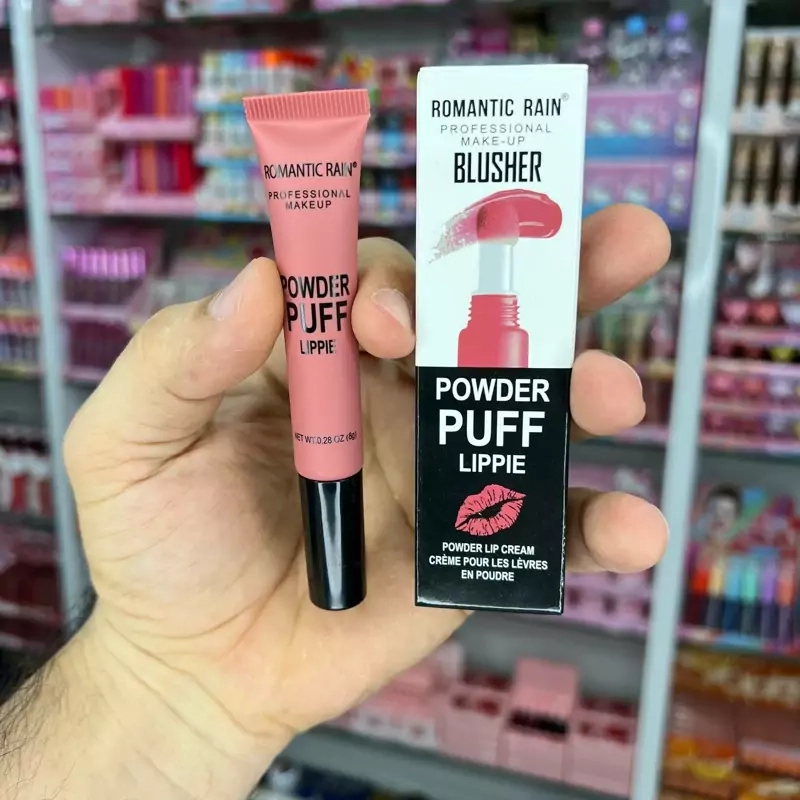 ROMANTIC RAIN®
PROFESSIONAL
MAKEUP
POWDER
PUFF
LIPPIE
NET WT.0.28 OZ (8g)
ROMANTIC RAIN®
PROFESSIONAL
MAKE-UP
BLUSHER
POWDER
PUFF
LIPPIE
POWDER LIP CREAM
CRÈME POUR LES LÈVRES
EN POUDRE